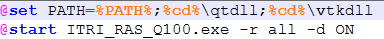 @set PATH=%PATH%;%cd%\qtdll;%cd%\vtkdll
@start ITRI_RAS_Q100.exe -r all -d ON